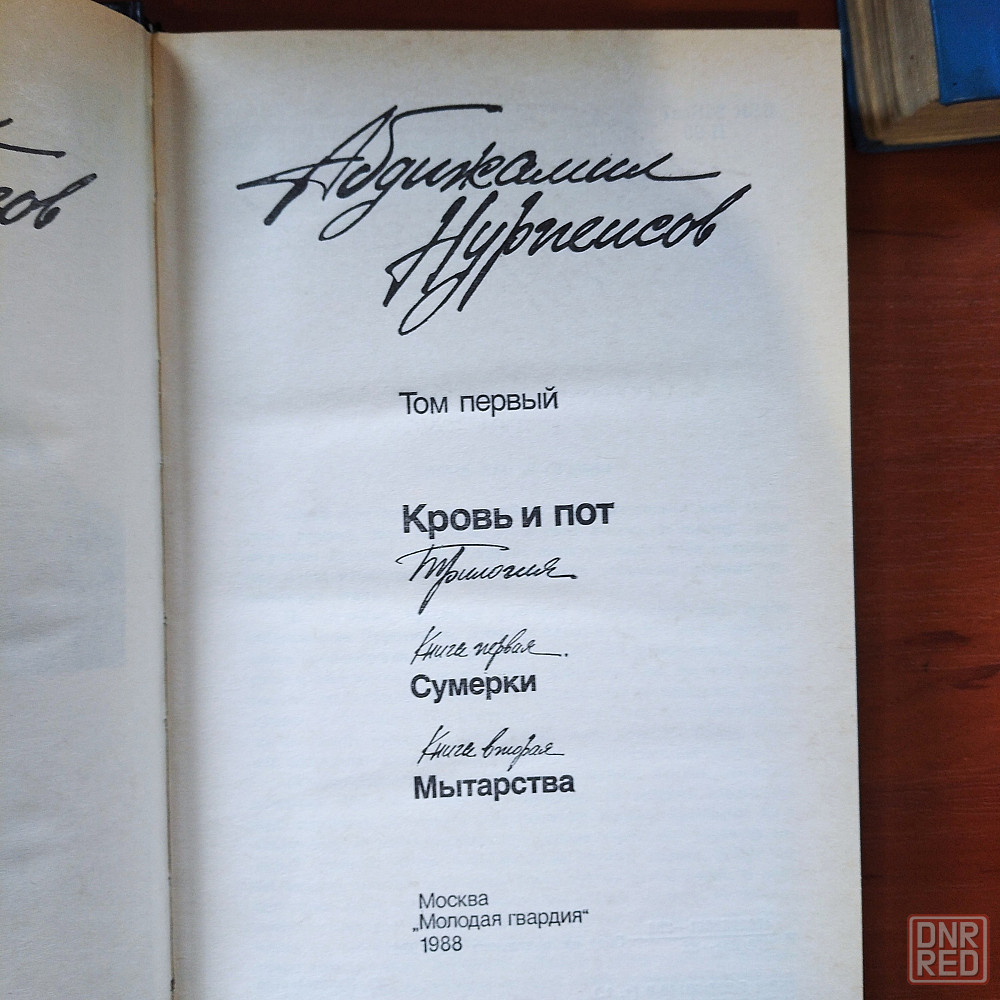 сов
Абдижамил
Нурпеисов
Том первый
Кровь и пот
Трилогия
Книга первая.
Сумерки
Книга вторая
Мытарства
Москва
„Молодая гвардия“
1988
DNR
RED